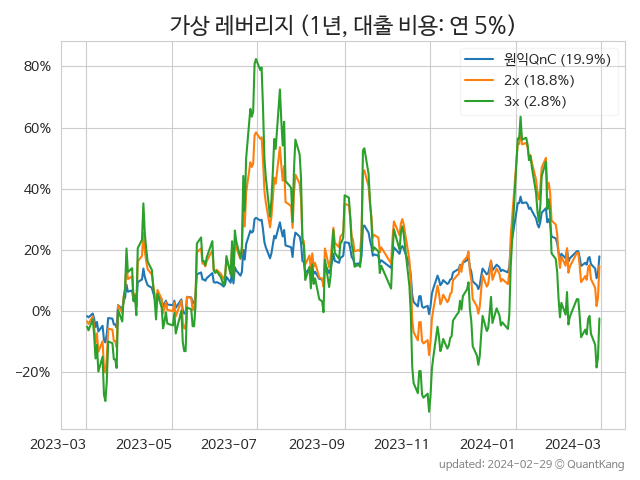 가상 레버리지 (1년, 대출 비용: 연 5%)
원익QnC (19.9%)
2x (18.8%)
3x (2.8%)
80%
60%
40%
20%
0%
−20%
2023-03 2023-05 2023-07 2023-09 2023-11 2024-01 2024-03
updated: 2024-02-29 © QuantKang